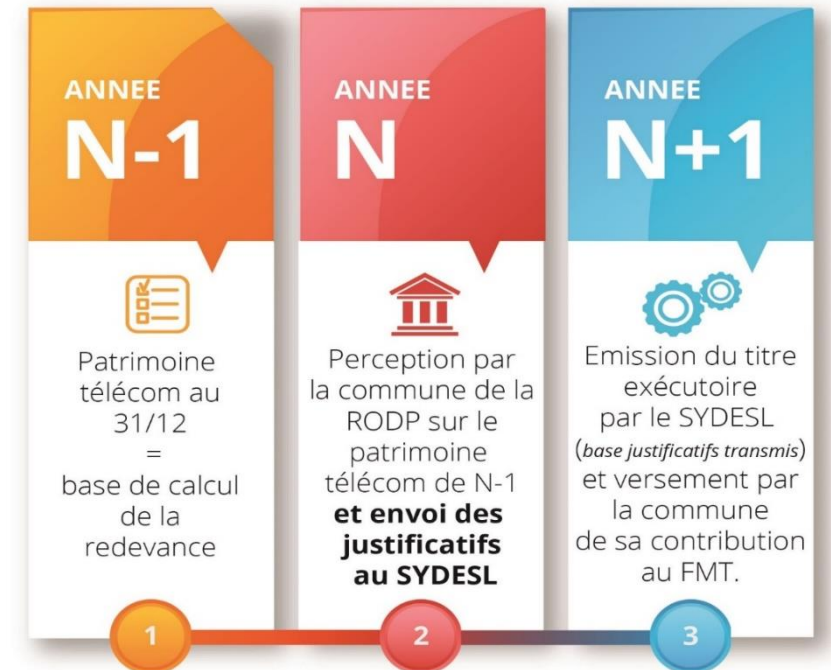 ANNEE
N-1
Patrimoine
télécom au
31/12
=
base de calcul
de la
redevance
1
ANNEE
N
Perception par
la commune de la
RODP sur le
patrimoine
télécom de N-1
et envoi des
justificatifs
au SYDESL
2
ANNEE
N+1
Emission du titre
exécutoire
par le SYDESL
(base justificatifs transmis)
et versement par
la commune
de sa contribution
au FMT.
3